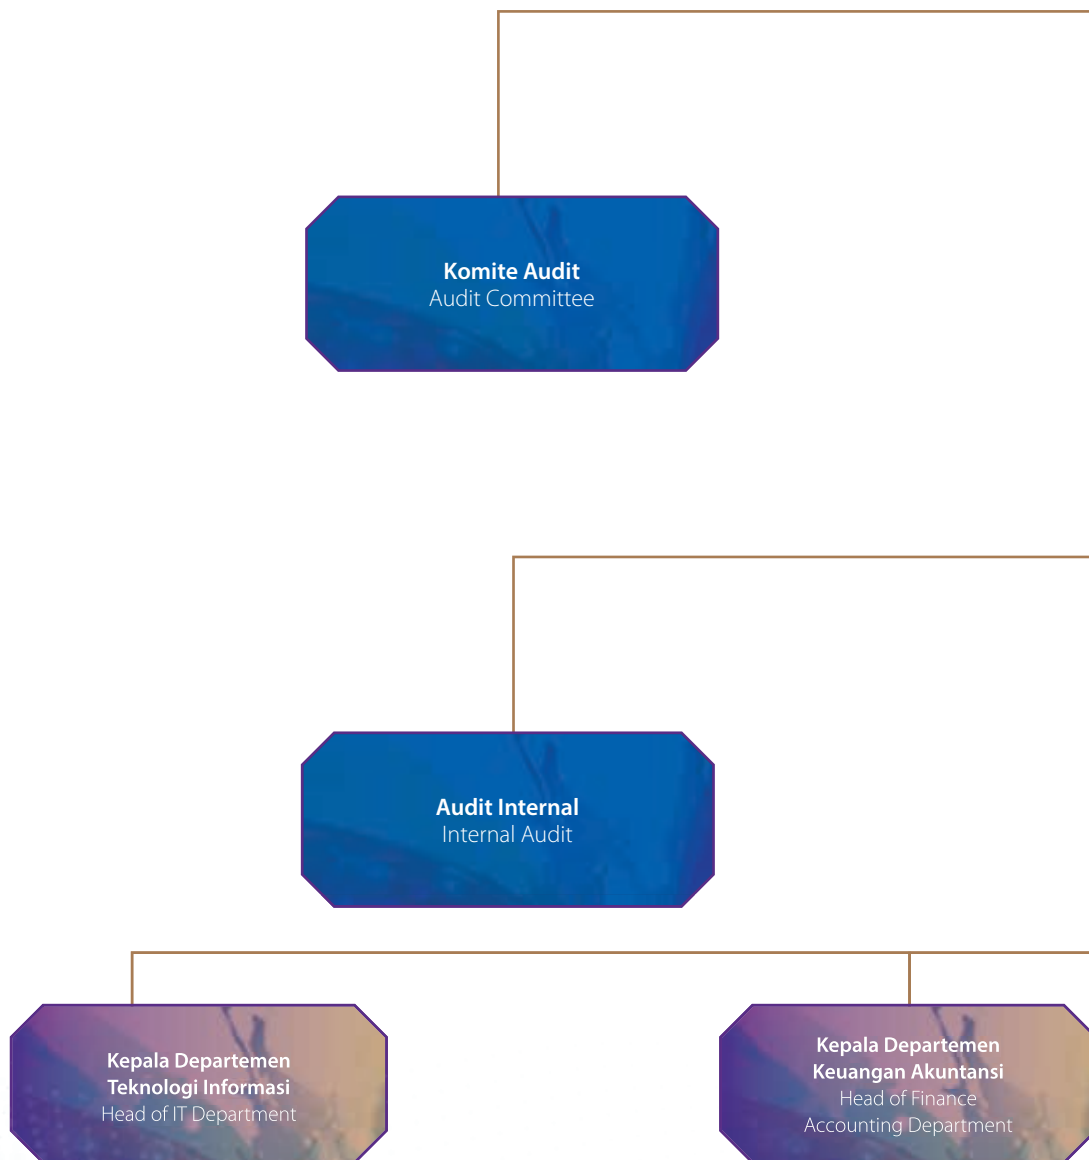 Komite Audit
Audit Committee
Audit Internal
Internal Audit
Kepala Departemen
Teknologi Informasi
Head of IT Department
Kepala Departemen
Keuangan Akuntansi
Head of Finance
Accounting Department